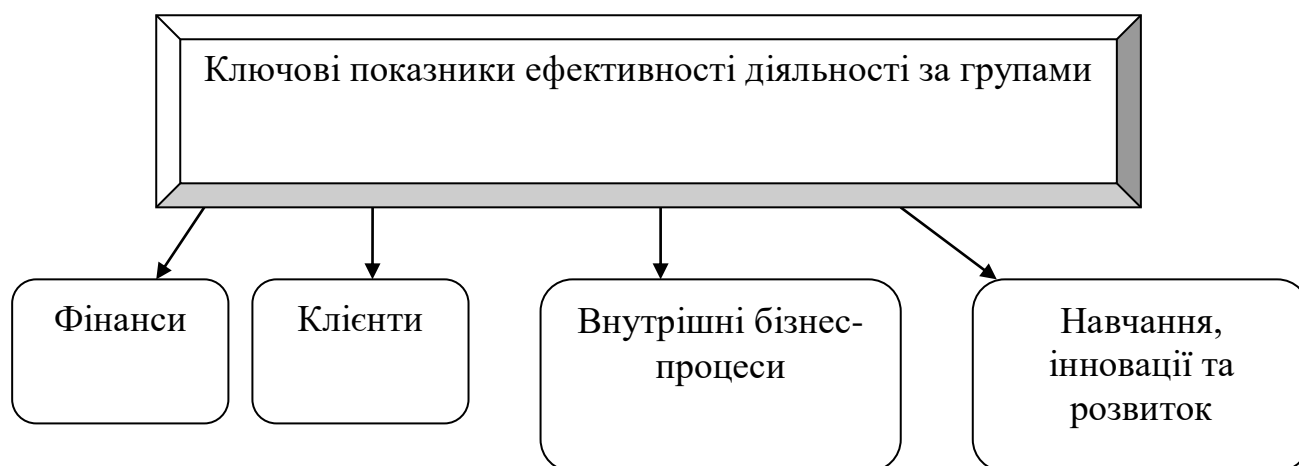 Ключові показники ефективності діяльності за групами
Фінанси
Клієнти
Внутрішні бізнес-
процеси
Навчання,
інновації та
розвиток